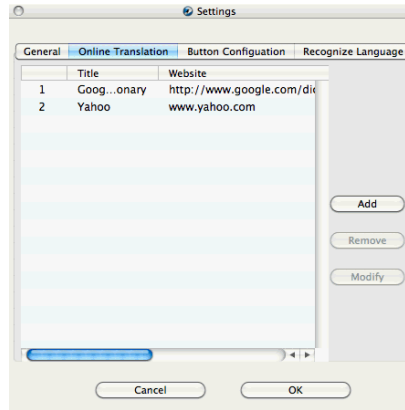 Settings
General Online Translation Button Configuation Recognize Language
Title Website
1 Goog...onary http://www.google.com/dic
2 Yahoo www.yahoo.com
Add
Remove
Modify
Cancel OK